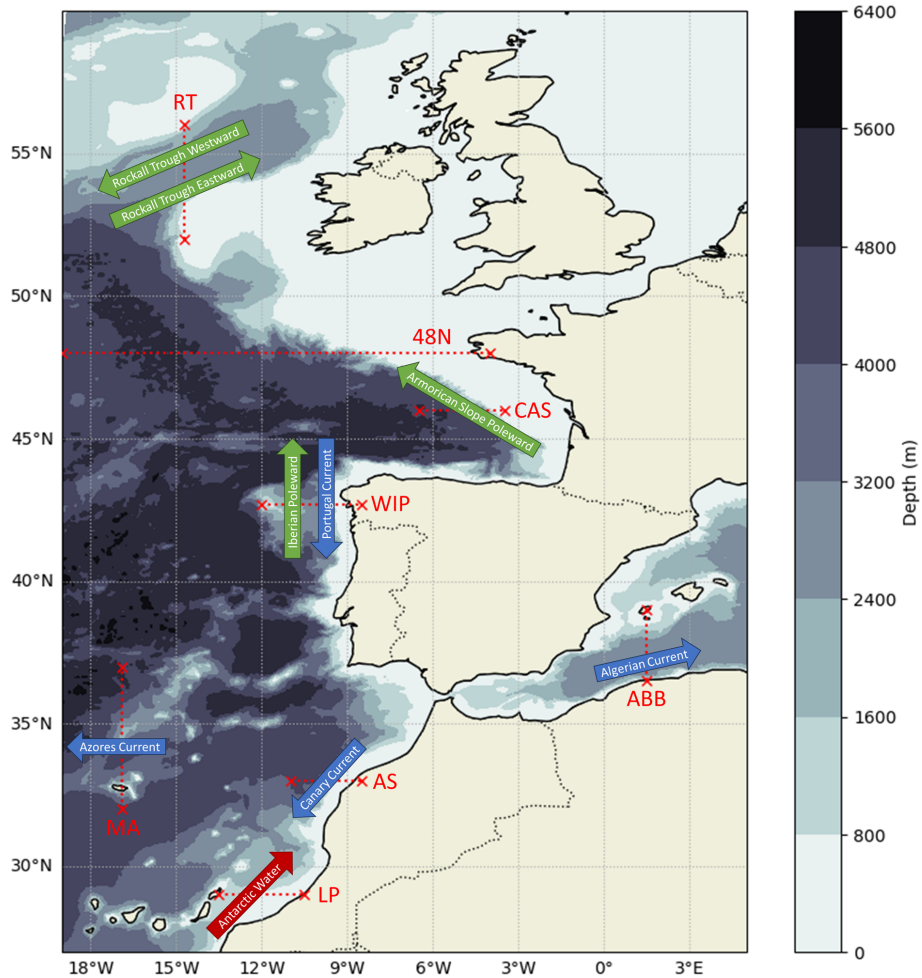 RT
Rockall Trough Westward
Rockall Trough Eastward
48N
Armorican Slope Poleward
CAS
Iberian Poleward
Portugal Current
WIP
Algerian Current
ABB
Azores Current
MA
Canary Current
AS
Antarctic Water
LP
55°N
50°N
45°N
40°N
35°N
30°N
18°W 15°W 12°W 9°W 6°W 3°W 0° 3°E
6400
5600
4800
4000
3200
2400
1600
800
0
Depth (m)